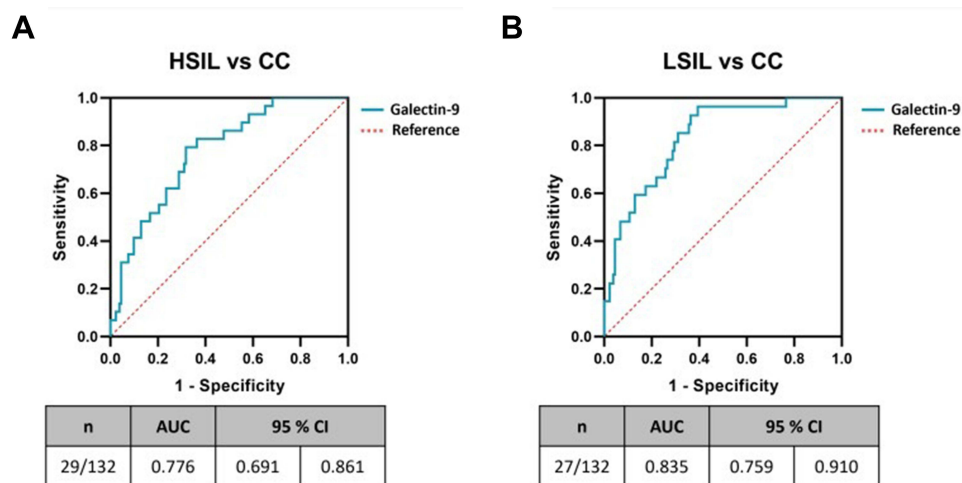 A
HSIL vs CC
1.0
0.8
0.6
0.4
0.2
0.0
Sensitivity
0.0 0.2 0.4 0.6 0.8 1.0
1 - Specificity
Galectin-9
Reference
n AUC 95 % CI
29/132 0.776 0.691 0.861
B
LSIL vs CC
1.0
0.8
0.6
0.4
0.2
0.0
Sensitivity
0.0 0.2 0.4 0.6 0.8 1.0
1 - Specificity
Galectin-9
Reference
n AUC 95 % CI
27/132 0.835 0.759 0.910